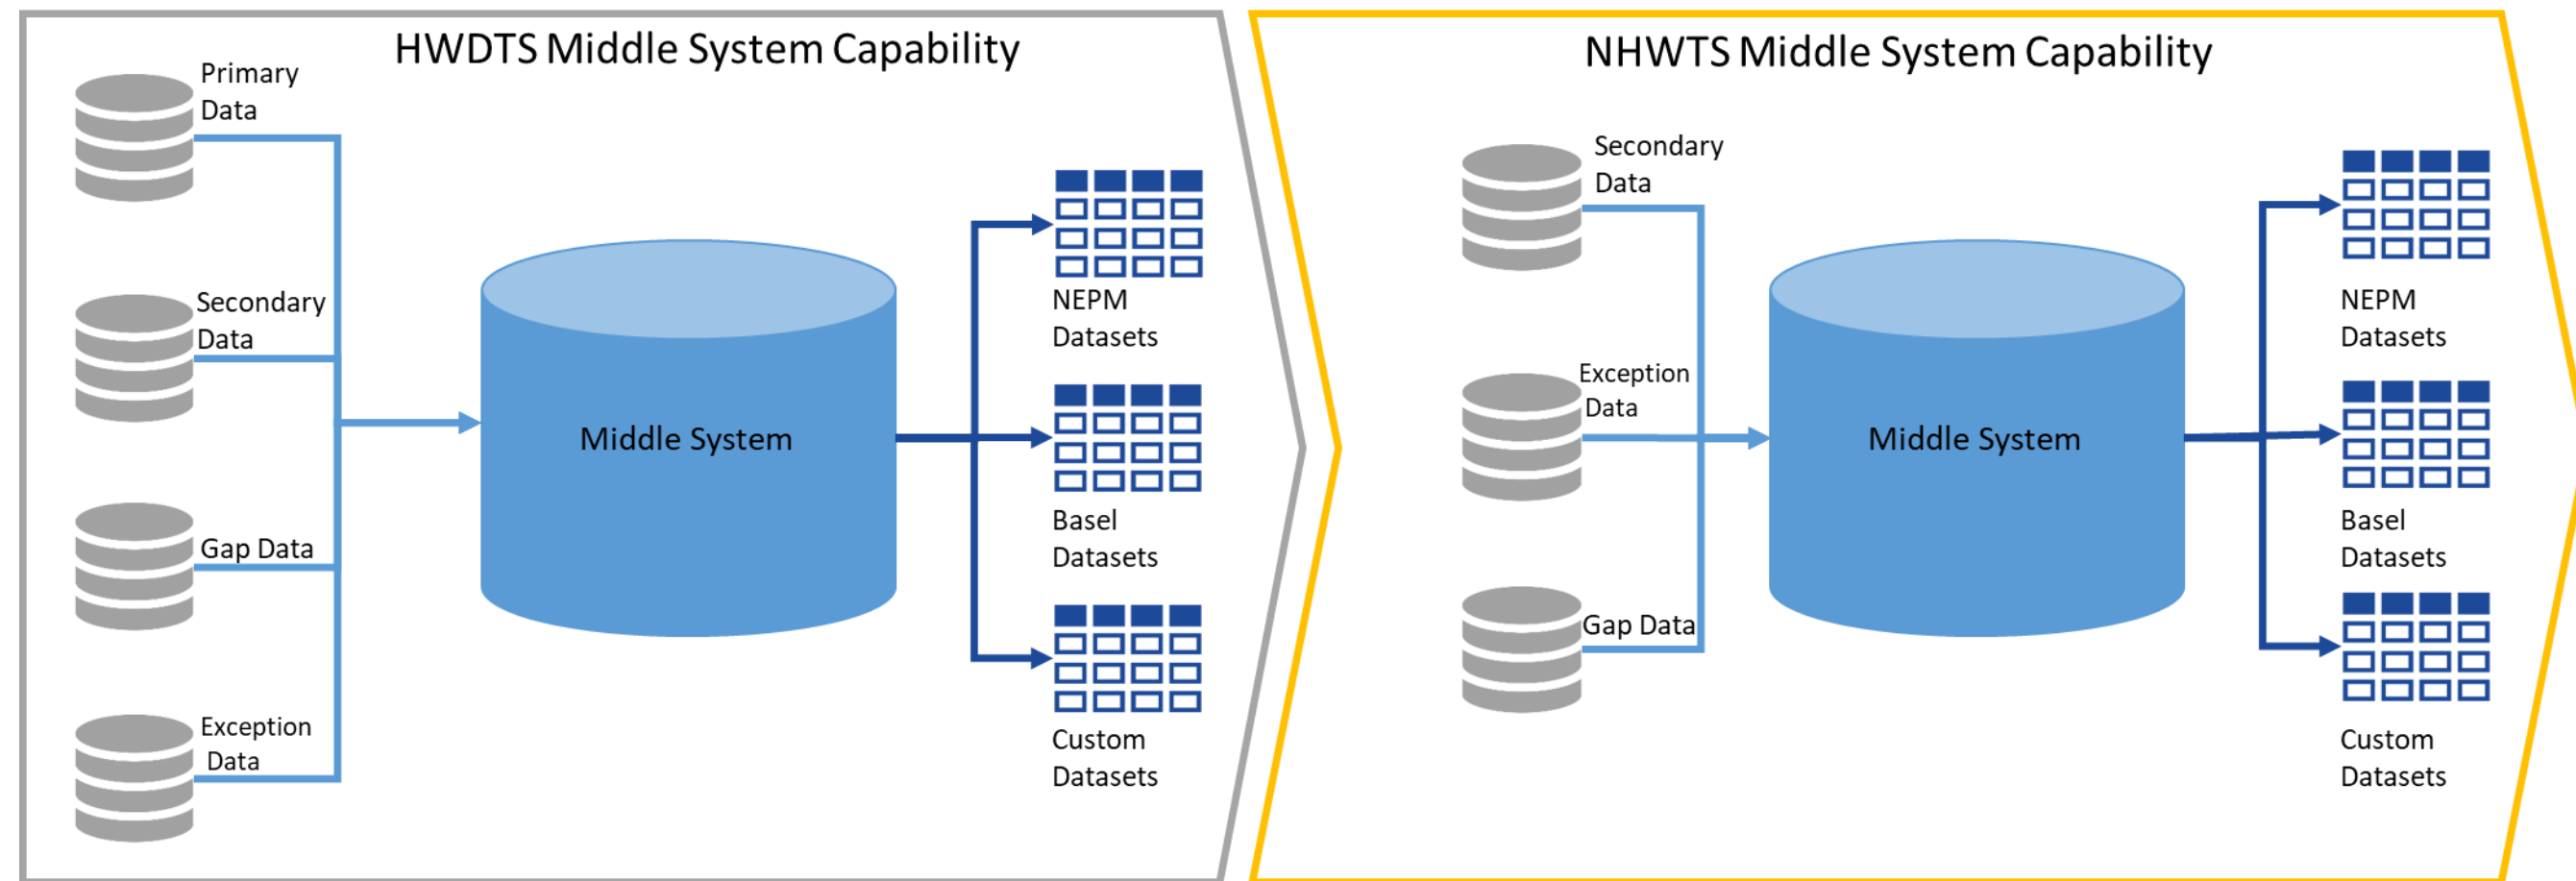 HWDTS Middle System Capability
Primary
Data
Secondary
Data
Gap Data
Exception
Data
Middle System
NEPM
Datasets
Basel
Datasets
Custom
Datasets
NHWTS Middle System Capability
Secondary
Data
Exception
Data
Gap Data
Middle System
NEPM
Datasets
Basel
Datasets
Custom
Datasets